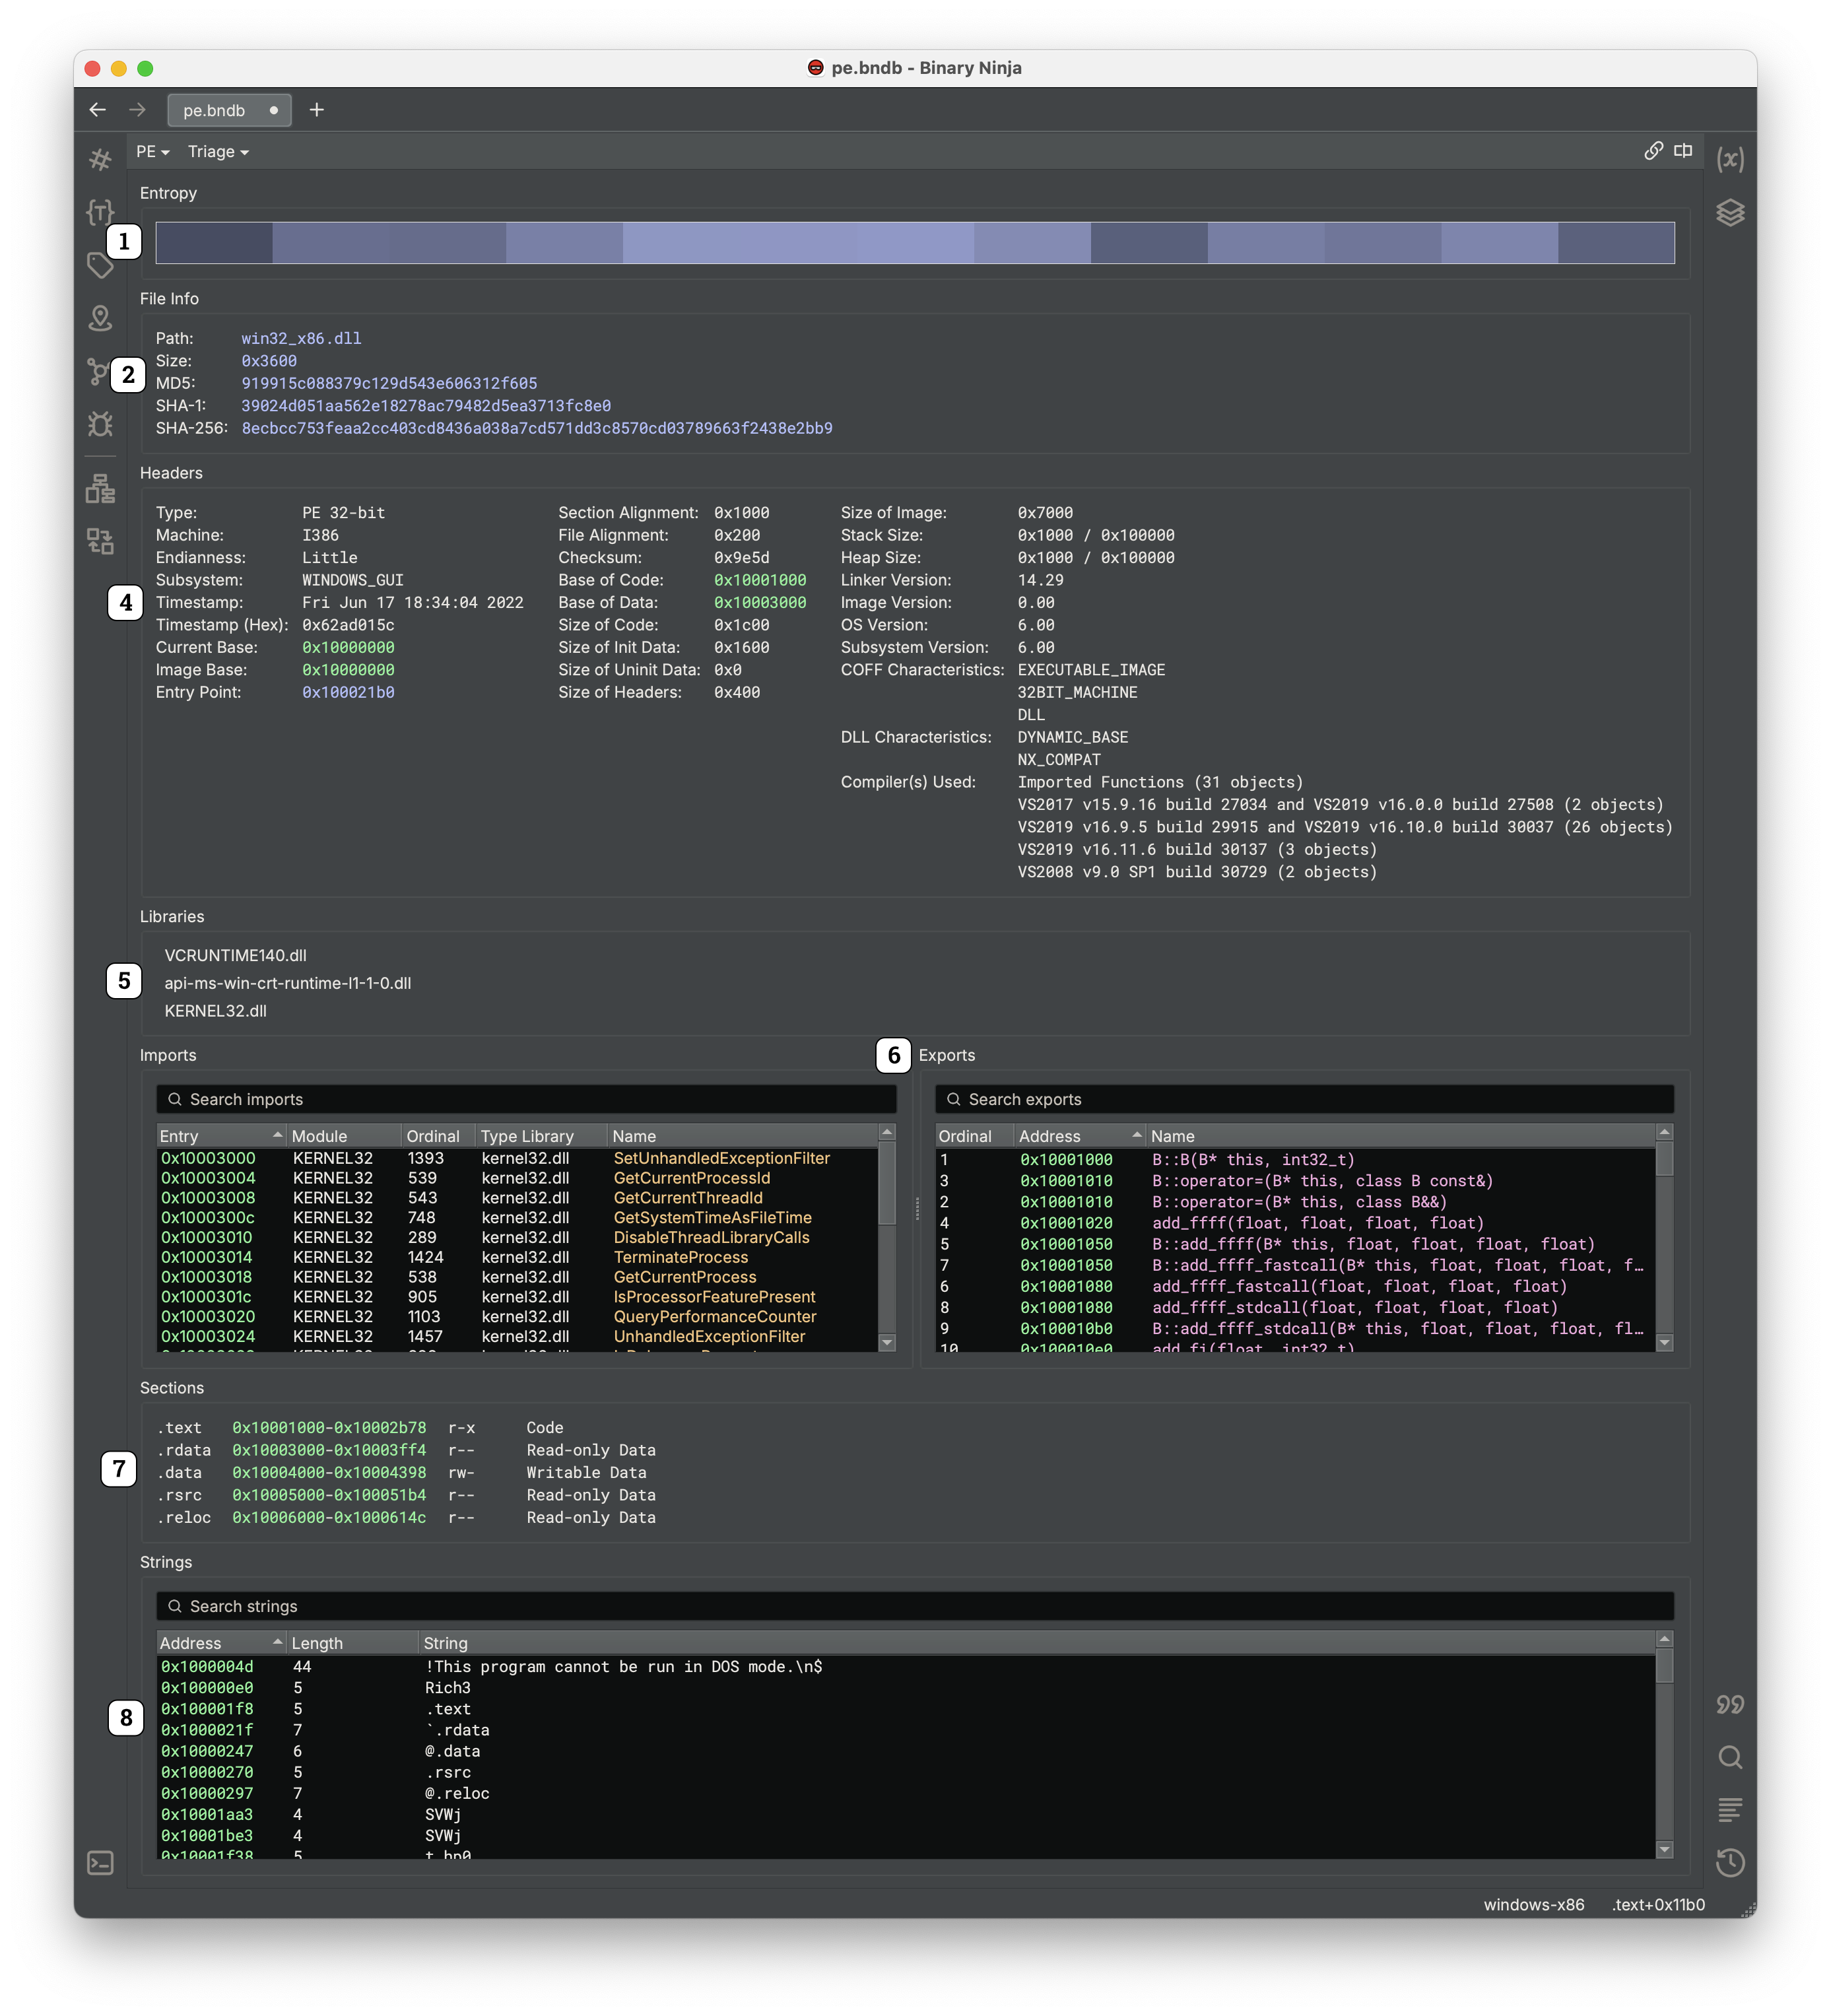 pe.bndb - Binary Ninja
pe.bndb
PE Triage
Entropy
1
File Info
Path: win32_x86.dll
Size: 0x3600
2
MD5: 919915c088379c129d543e606312f605
SHA-1: 39024d051aa562e18278ac79482d5ea3713fc8e0
SHA-256: 8ecbcc753feaa2cc403cd8436a038a7cd571dd3c8570cd03789663f2438e2bb9
Headers
Type: PE 32-bit Section Alignment: 0x1000 Size of Image: 0x7000
Machine: I386 File Alignment: 0x200 Stack Size: 0x1000 / 0x100000
Endianness: Little Checksum: 0x9e5d Heap Size: 0x1000 / 0x100000
Subsystem: WINDOWS_GUI Base of Code: 0x10001000 Linker Version: 14.29
4
Timestamp: Fri Jun 17 18:34:04 2022 Base of Data: 0x10003000 Image Version: 0.00
Timestamp (Hex): 0x62ad015c Size of Code: 0x1c00 OS Version: 6.00
Current Base: 0x10000000 Size of Init Data: 0x1600 Subsystem Version: 6.00
Image Base: 0x10000000 Size of Uninit Data: 0x0 COFF Characteristics: EXECUTABLE_IMAGE
Entry Point: 0x100021b0 Size of Headers: 0x400 32BIT_MACHINE
DLL
DLL Characteristics: DYNAMIC_BASE
NX_COMPAT
Compiler(s) Used: Imported Functions (31 objects)
VS2017 v15.9.16 build 27034 and VS2019 v16.0.0 build 27508 (2 objects)
VS2019 v16.9.5 build 29915 and VS2019 v16.10.0 build 30037 (26 objects)
VS2019 v16.11.6 build 30137 (3 objects)
VS2008 v9.0 SP1 build 30729 (2 objects)
Libraries
VCRUNTIME140.dll
5
api-ms-win-crt-runtime-l1-1-0.dll
KERNEL32.dll
Imports
Search imports
Entry Module Ordinal Type Library Name
0x10003000 KERNEL32 1393 kernel32.dll SetUnhandledExceptionFilter
0x10003004 KERNEL32 539 kernel32.dll GetCurrentProcessId
0x10003008 KERNEL32 543 kernel32.dll GetCurrentThreadId
0x1000300c KERNEL32 748 kernel32.dll GetSystemTimeAsFileTime
0x10003010 KERNEL32 289 kernel32.dll DisableThreadLibraryCalls
0x10003014 KERNEL32 1424 kernel32.dll TerminateProcess
0x10003018 KERNEL32 538 kernel32.dll GetCurrentProcess
0x1000301c KERNEL32 905 kernel32.dll IsProcessorFeaturePresent
0x10003020 KERNEL32 1103 kernel32.dll QueryPerformanceCounter
0x10003024 KERNEL32 1457 kernel32.dll UnhandledExceptionFilter
6
Exports
Search exports
Ordinal Address Name
1 0x10001000 B::B(B* this, int32_t)
3 0x10001010 B::operator=(B* this, class B const&)
2 0x10001010 B::operator=(B* this, class B&&)
4 0x10001020 add_ffff(float, float, float, float)
5 0x10001050 B::add_ffff(B* this, float, float, float, float)
7 0x10001050 B::add_ffff_fastcall(B* this, float, float, float, f…
6 0x10001080 add_ffff_fastcall(float, float, float, float)
8 0x10001080 add_ffff_stdcall(float, float, float, float)
9 0x100010b0 B::add_ffff_stdcall(B* this, float, float, float, fl…
10 0x100010e0 add_fi(float, int32_t)
Sections
.text 0x10001000-0x10002b78 r-x Code
.rdata 0x10003000-0x10003ff4 r-- Read-only Data
7
.data 0x10004000-0x10004398 rw- Writable Data
.rsrc 0x10005000-0x100051b4 r-- Read-only Data
.reloc 0x10006000-0x1000614c r-- Read-only Data
Strings
Search strings
Address Length String
0x1000004d 44 !This program cannot be run in DOS mode.\n$
0x100000e0 5 Rich3
0x100001f8 5 .text
8
0x1000021f 7 `.rdata
0x10000247 6 @.data
0x10000270 5 .rsrc
0x10000297 7 @.reloc
0x10001aa3 4 SVWj
0x10001be3 4 SVWj
0x10001f38 5
windows-x86 .text+0x11b0